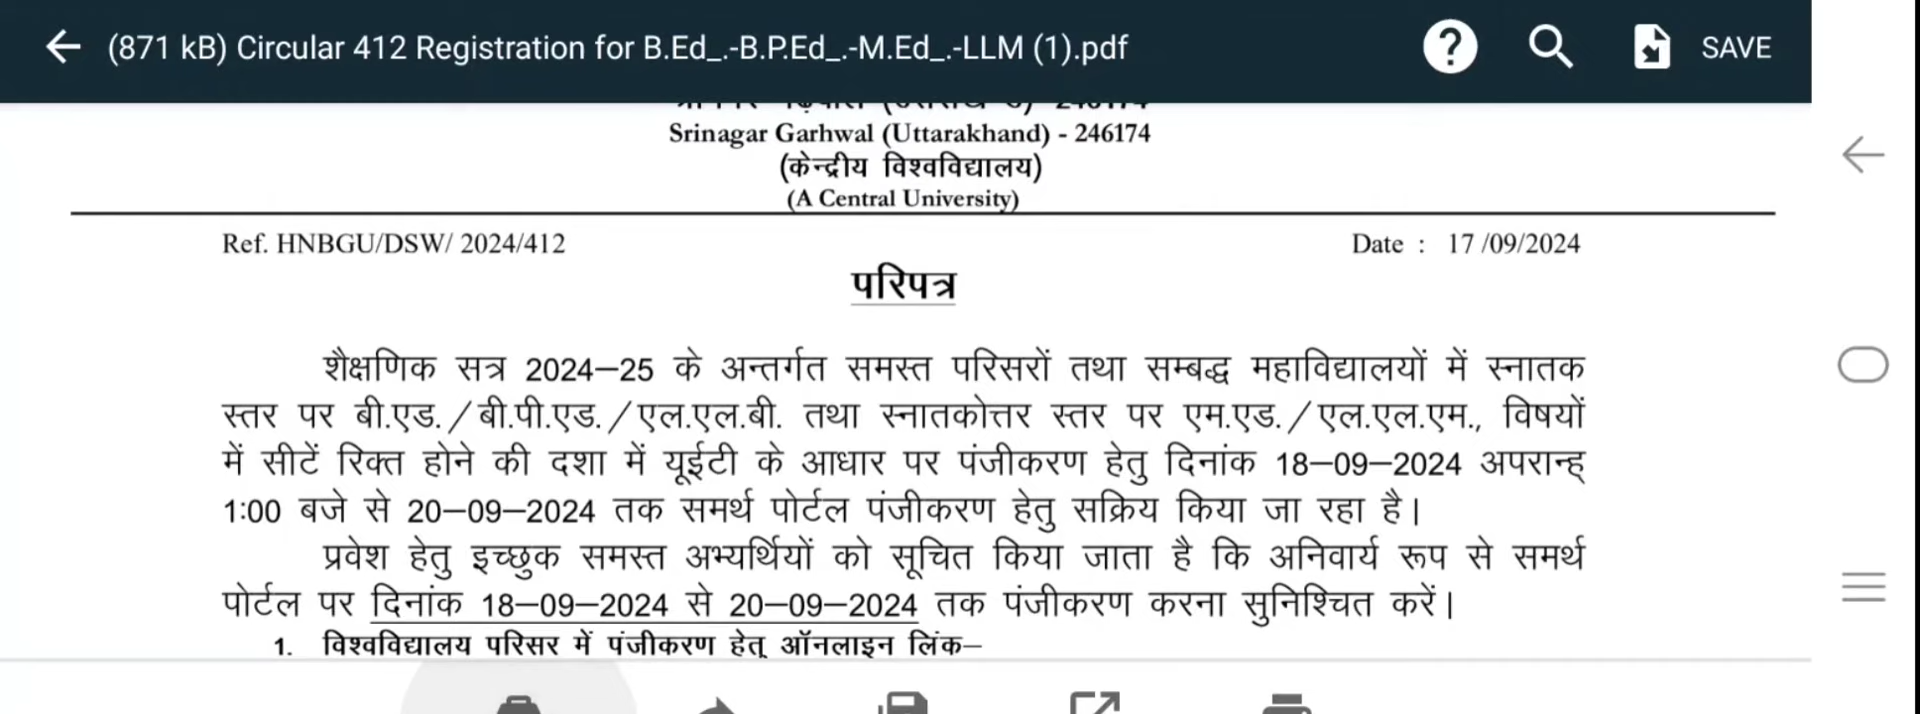 (871 kB) Circular 412 Registration for B.Ed_.-B.P.Ed_.-M.Ed_.-LLM (1).pdf
SAVE
Srinagar Garhwal (Uttarakhand) - 246174
(केन्द्रीय विश्वविद्यालय)
(A Central University)
Ref. HNBGU/DSW/ 2024/412
Date : 17 /09/2024
परिपत्र
शैक्षणिक सत्र 2024–25 के अन्तर्गत समस्त परिसरों तथा सम्बद्ध महाविद्यालयों में स्नातक
स्तर पर बी.एड./बी.पी.एड./एल.एल.बी. तथा स्नातकोत्तर स्तर पर एम.एड./एल.एल.एम., विषयों
में सीटें रिक्त होने की दशा में यूईटी के आधार पर पंजीकरण हेतु दिनांक 18–09–2024 अपरान्ह्
1:00 बजे से 20–09–2024 तक समर्थ पोर्टल पंजीकरण हेतु सक्रिय किया जा रहा है।
प्रवेश हेतु इच्छुक समस्त अभ्यर्थियों को सूचित किया जाता है कि अनिवार्य रूप से समर्थ
पोर्टल पर दिनांक 18–09–2024 से 20–09–2024 तक पंजीकरण करना सुनिश्चित करें।
1. विश्वविद्यालय परिसर में पंजीकरण हेतु ऑनलाइन लिंक–